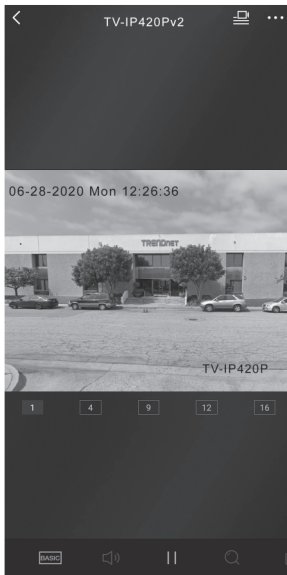 TV-IP420Pv2
06-28-2020 Mon 12:26:36
TRENDnET
TV-IP420P
1 4 9 12 16
BASIC